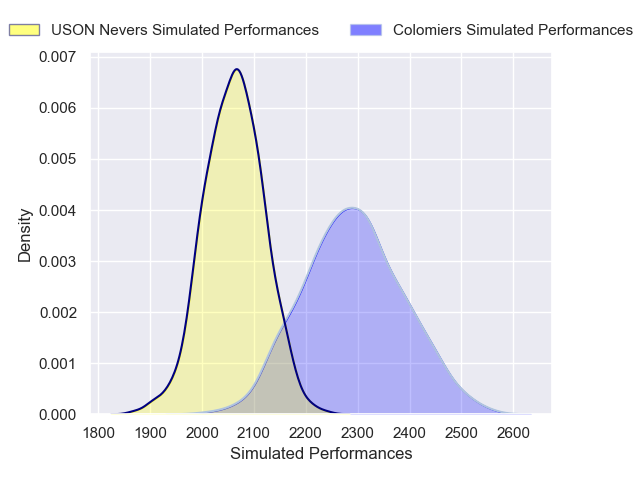 USON Nevers Simulated Performances Colomiers Simulated Performances
0.007
0.006
0.005
0.004
0.003
0.002
0.001
0.000
Density
1800 1900 2000 2100 2200 2300 2400 2500 2600
Simulated Performances